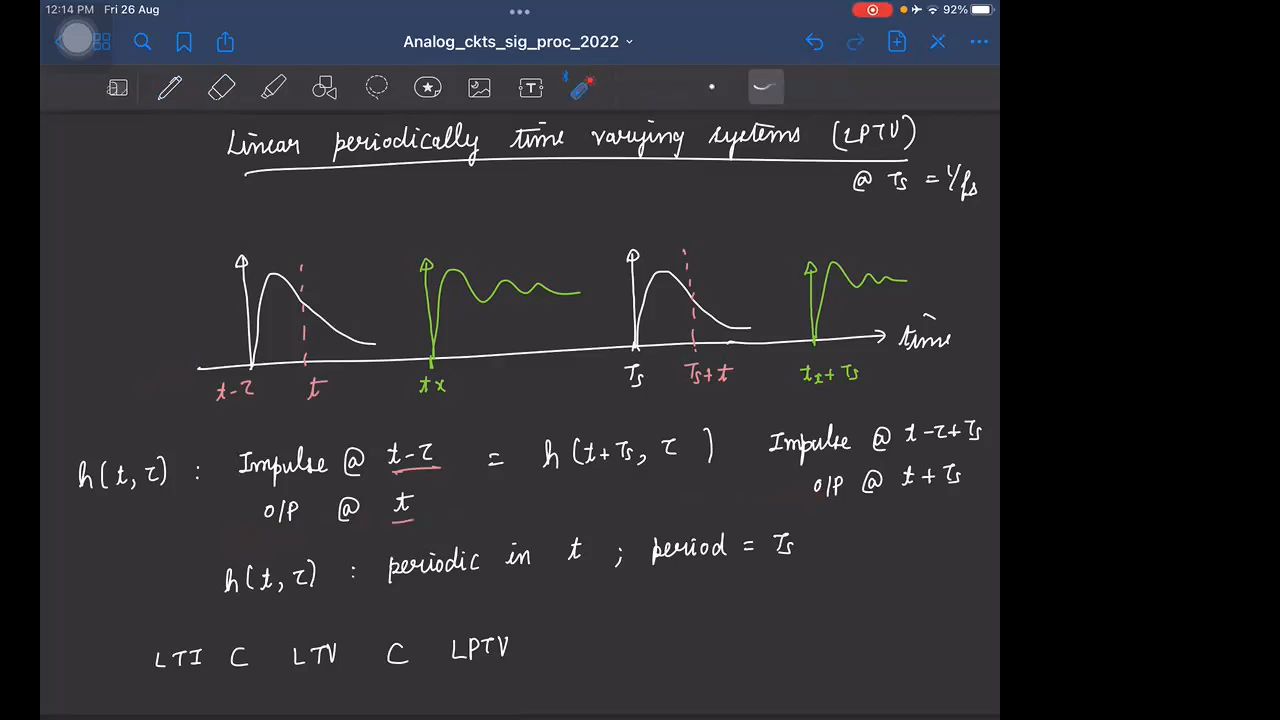 12:14 PM Fri 26 Aug 92%
Analog_ckts_sig_proc_2022
T
Linear periodically time varying systems (LPTV)
@ Ts = 1/fs
time
t-τ t tx Ts Ts+t tx+Ts
h(t,τ) : Impulse @ t-τ = h(t+Ts, τ) Impulse @ t-τ+Ts
o/p @ t o/p @ t+Ts
h(t,τ) : periodic in t ; period = Ts
LTI C LTV C LPTV